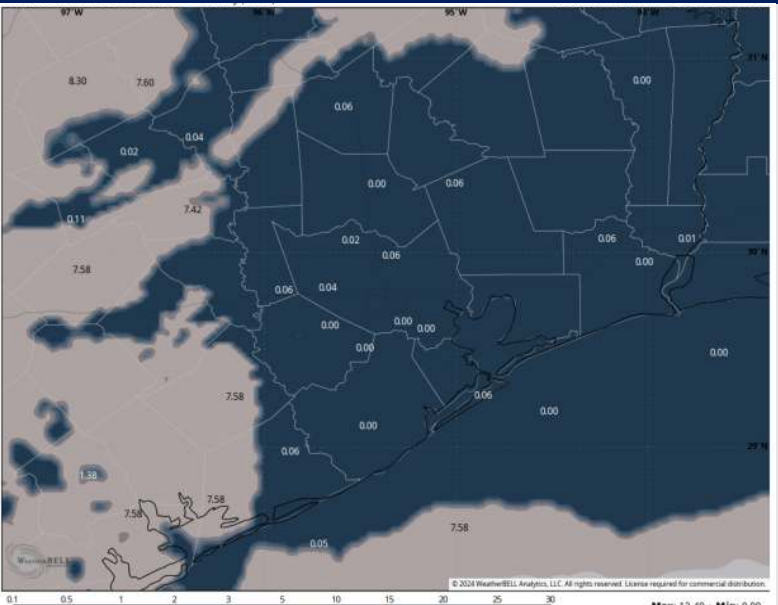 97°W 96°W 95°W 94°W
31°N
8.30 7.60 0.00
0.06
0.02 0.04
0.00 0.06
7.42
0.11
0.02 0.06 0.01
7.58 0.06 30°N
0.00
0.06 0.04
0.00 0.00 0.00
0.00 0.00
7.58 0.06
0.00
0.00
0.06 29°N
1.38
7.58 7.58
7.58
0.05
WeatherBELL
© 2024 WeatherBELL Analytics, LLC. All rights reserved. License required for commercial distribution.
0.1 0.5 1 2 3 5 10 15 20 25 30